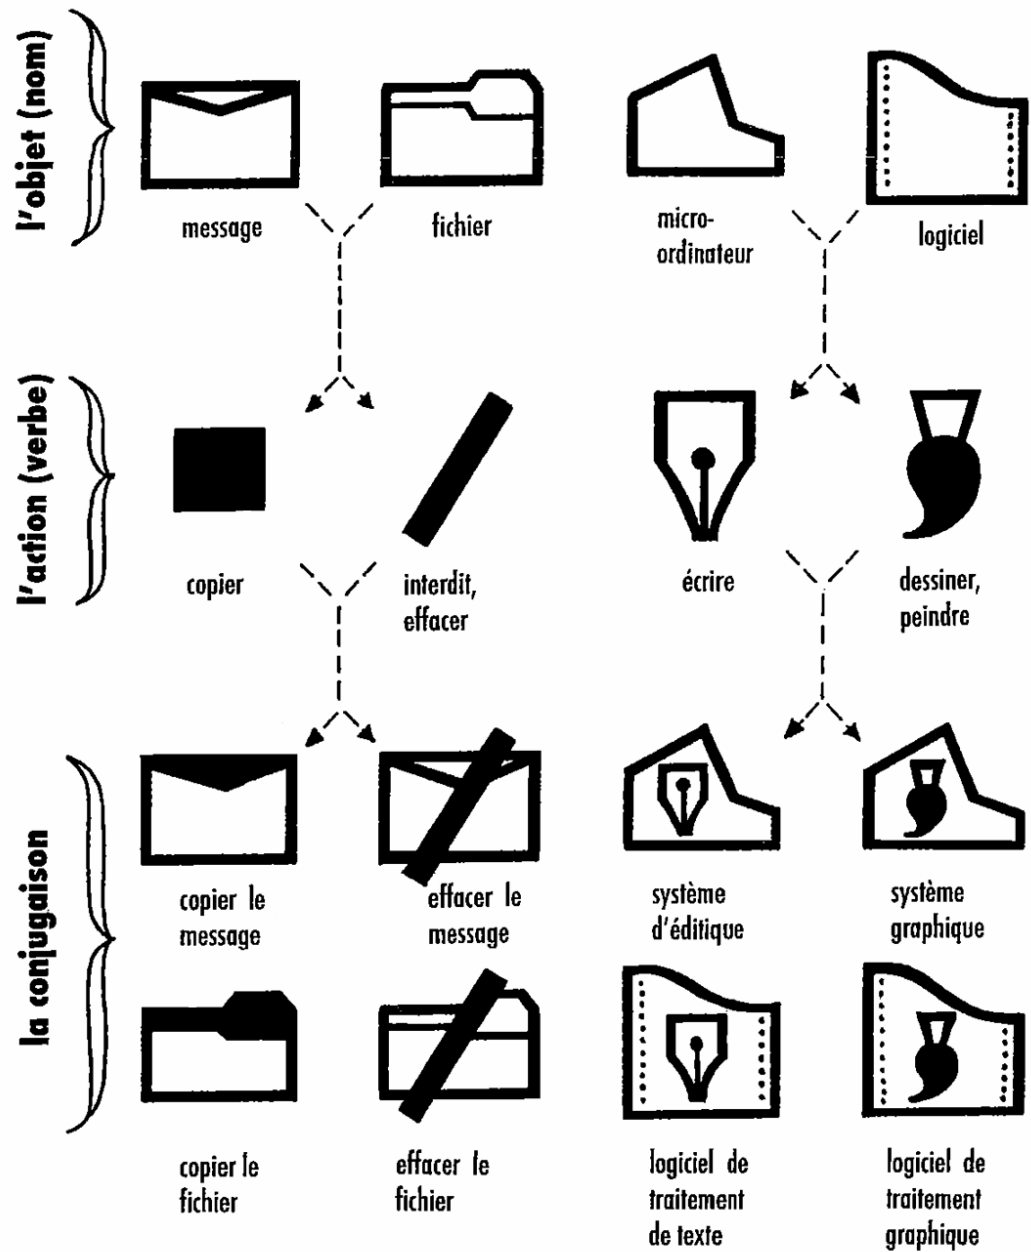 l'objet (nom)
message
fichier
micro-
ordinateur
logiciel
l'action (verbe)
copier
interdit,
effacer
écrire
dessiner,
peindre
la conjugaison
copier le
message
effacer le
message
système
d'éditique
système
graphique
copier le
fichier
effacer le
fichier
logiciel de
traitement
de texte
logiciel de
traitement
graphique